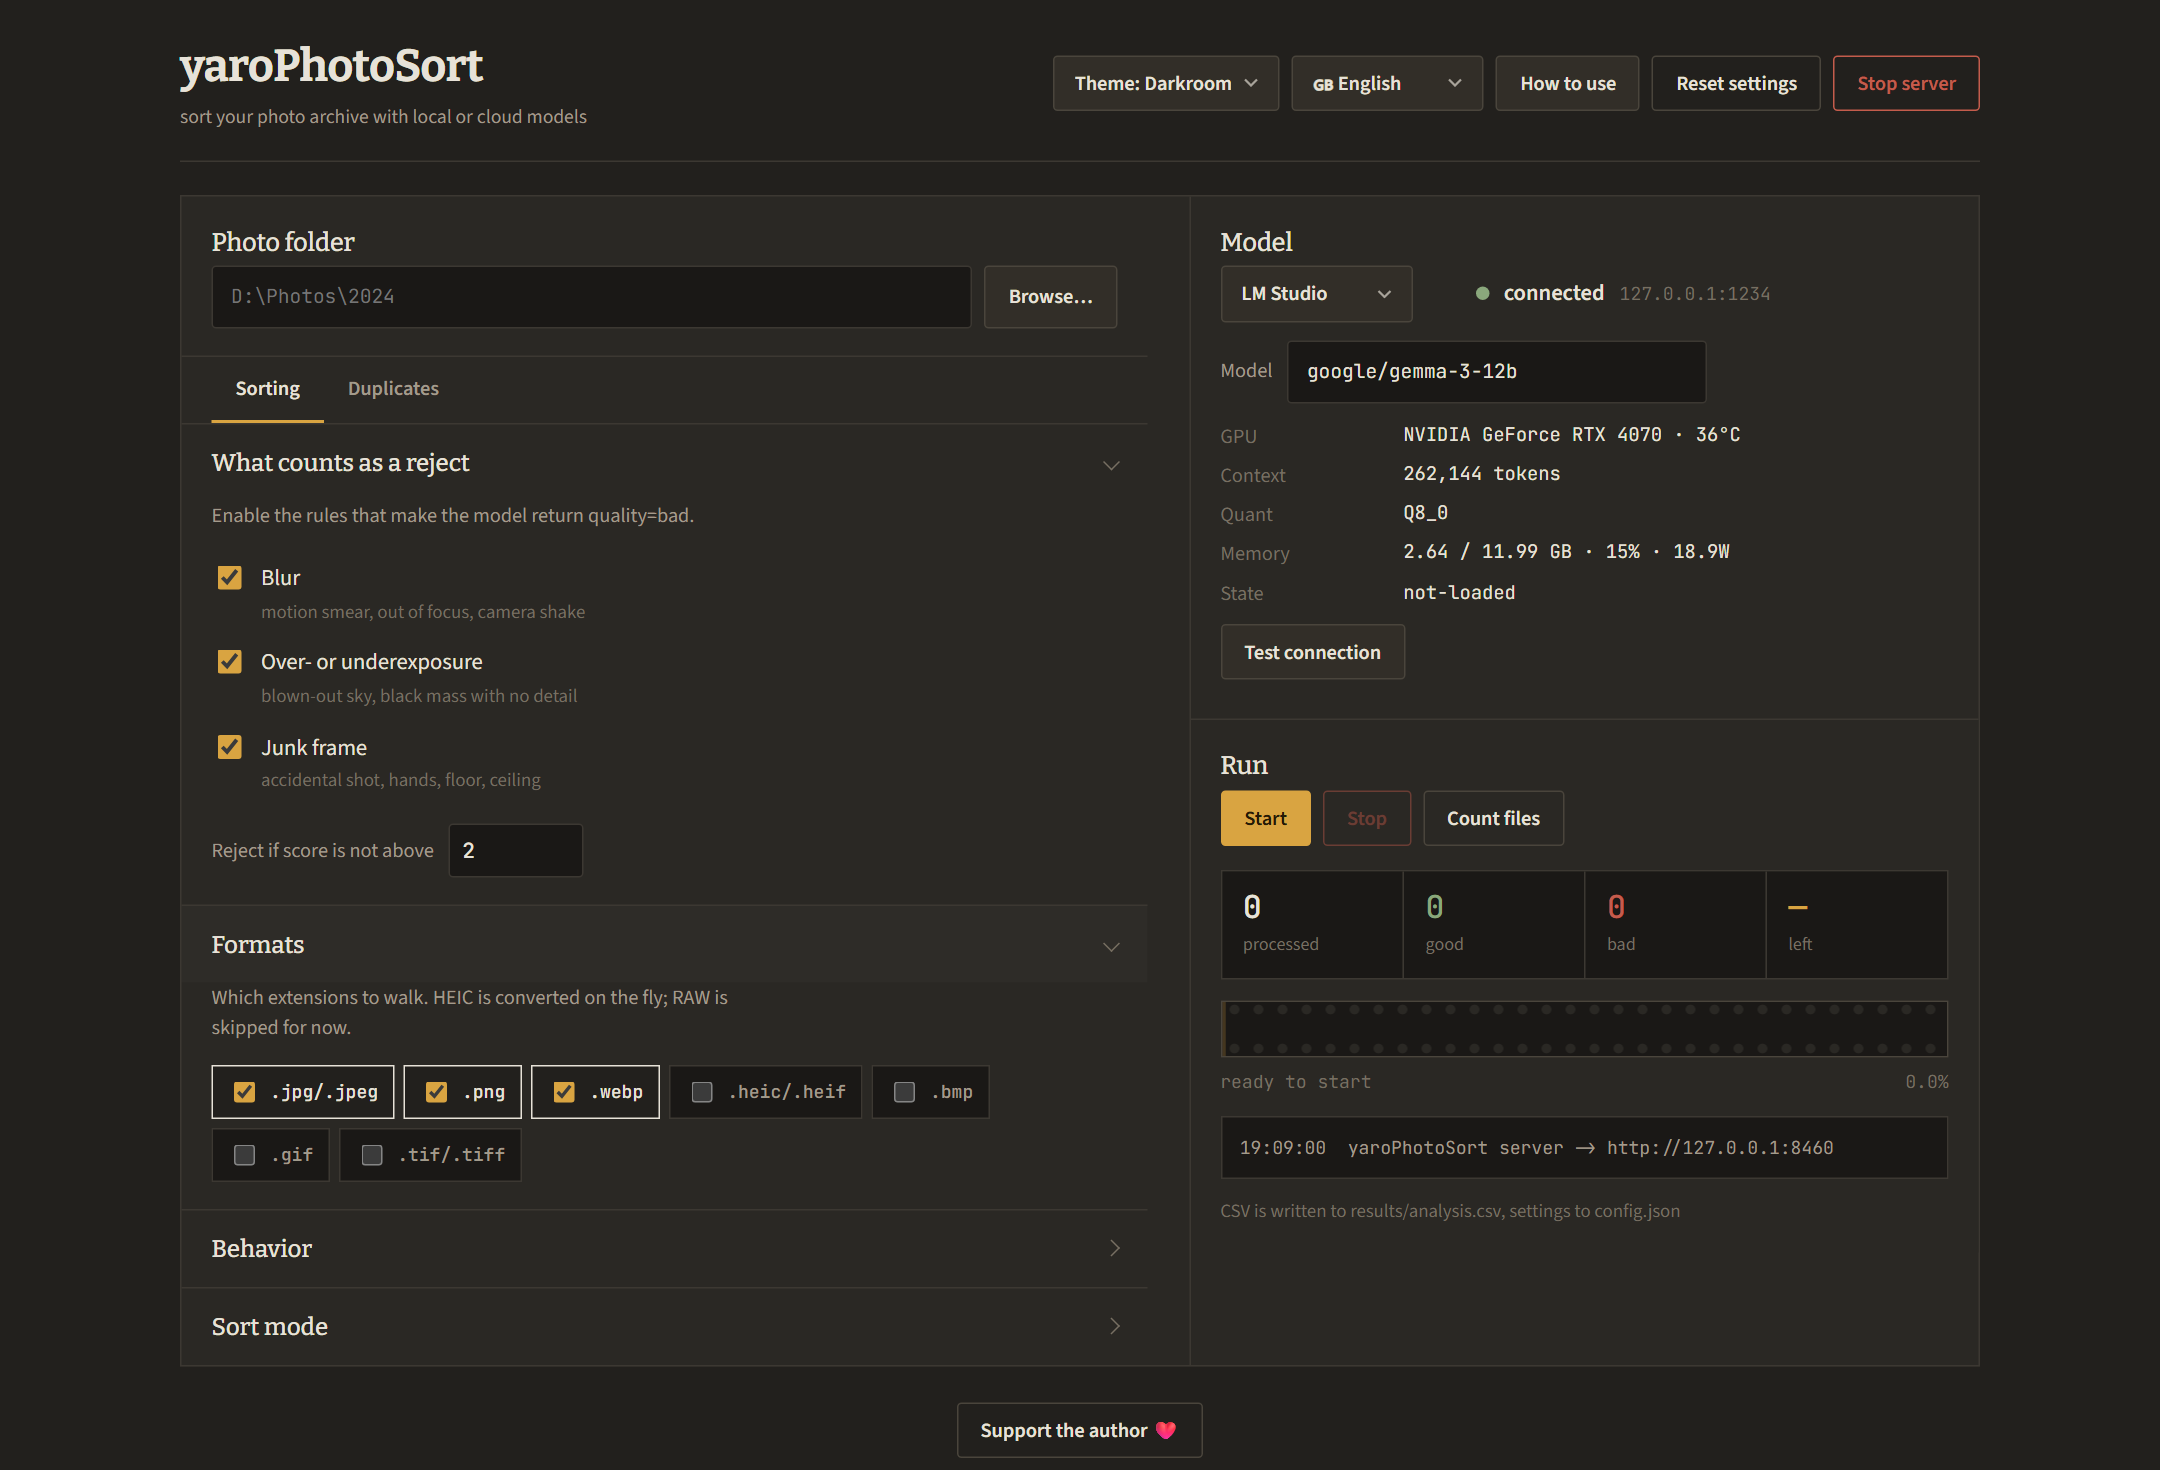 yaroPhotoSort
sort your photo archive with local or cloud models
Theme: Darkroom
GB English
How to use
Reset settings
Stop server
Photo folder
D:\Photos\2024
Browse...
Sorting
Duplicates
What counts as a reject
Enable the rules that make the model return quality=bad.
Blur
motion smear, out of focus, camera shake
Over- or underexposure
blown-out sky, black mass with no detail
Junk frame
accidental shot, hands, floor, ceiling
Reject if score is not above 2
Formats
Which extensions to walk. HEIC is converted on the fly; RAW is
skipped for now.
.jpg/.jpeg .png .webp .heic/.heif .bmp
.gif .tif/.tiff
Behavior
Sort mode
Model
LM Studio
connected 127.0.0.1:1234
Model google/gemma-3-12b
GPU NVIDIA GeForce RTX 4070 · 36°C
Context 262,144 tokens
Quant Q8_0
Memory 2.64 / 11.99 GB · 15% · 18.9W
State not-loaded
Test connection
Run
Start
Stop
Count files
0 0 0 —
processed good bad left
ready to start 0.0%
19:09:00 yaroPhotoSort server → http://127.0.0.1:8460
CSV is written to results/analysis.csv, settings to config.json
Support the author ❤